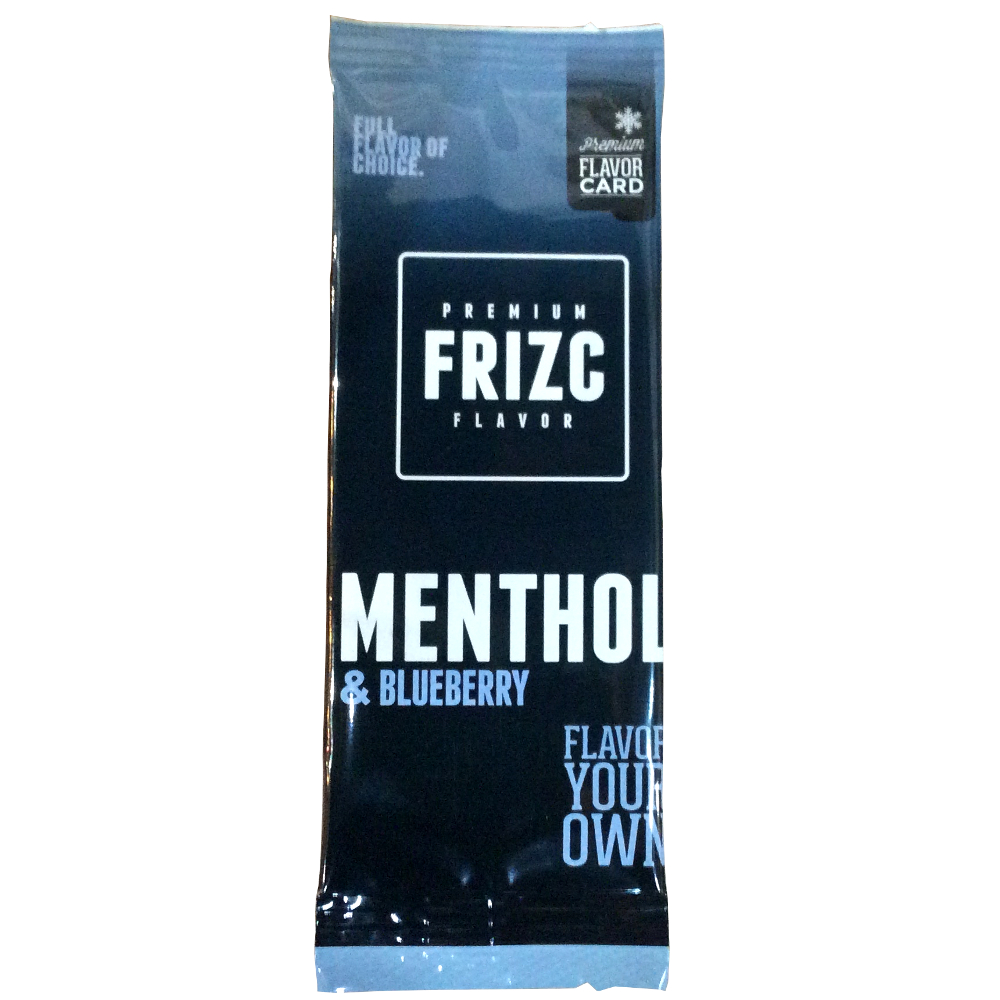 FULL
FLAVOR OF
CHOICE.
Premium
FLAVOR
CARD
PREMIUM
FRIZC
FLAVOR
MENTHOL
& BLUEBERRY
FLAVOR
YOUR
OWN